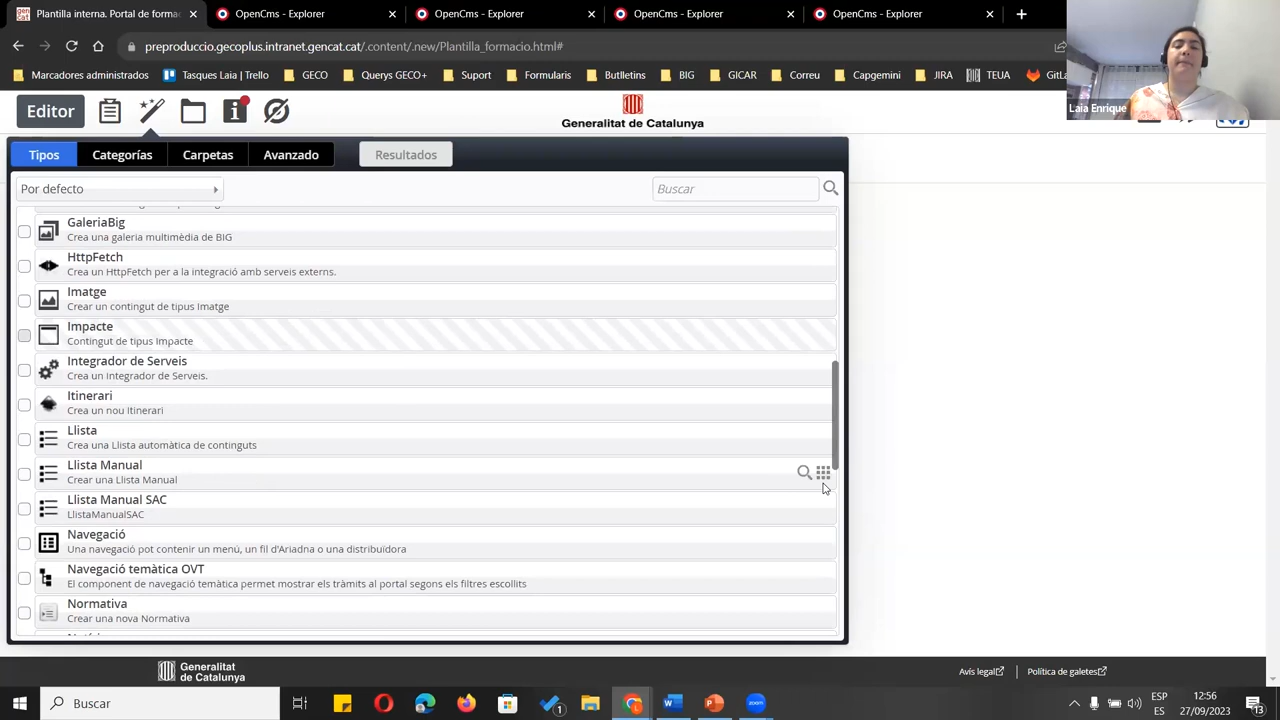 Plantilla interna. Portal de forma
OpenCms - Explorer
OpenCms - Explorer
OpenCms - Explorer
OpenCms - Explorer
preproduccio.gecoplus.intranet.gencat.cat/.content/.new/Plantilla_formacio.html#
Marcadores administrados
Tasques Laia | Trello
GECO
Querys GECO
Suport
Formularis
Butlletins
BIG
GICAR
Correu
Capgemini
JIRA
TEUA
GitLa
Laia Enrique
Editor
Generalitat de Catalunya
Tipos
Categorías
Carpetas
Avanzado
Resultados
Por defecto
Buscar
GaleriaBig
Crea una galeria multimèdia de BIG
HttpFetch
Crea un HttpFetch per a la integració amb serveis externs.
Imatge
Crear un contingut de tipus Imatge
Impacte
Contingut de tipus Impacte
Integrador de Serveis
Crea un Integrador de Serveis.
Itinerari
Crea un nou Itinerari
Llista
Crea una Llista automàtica de continguts
Llista Manual
Crear una Llista Manual
Llista Manual SAC
LlistaManualSAC
Navegació
Una navegació pot contenir un menú, un fil d'Ariadna o una distribuïdora
Navegació temàtica OVT
El component de navegació temàtica permet mostrar els tràmits al portal segons els filtres escollits
Normativa
Crear una nova Normativa
Generalitat
de Catalunya
Avís legal
Política de galetes
Buscar
ESP
ES
12:56
27/09/2023
13